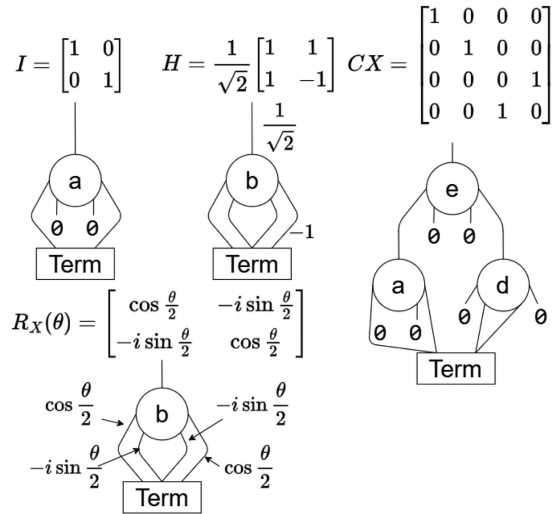 I = [1 0; 0 1]
H = 1/√2 [1 1; 1 -1]
CX = [1 0 0 0; 0 1 0 0; 0 0 0 1; 0 0 1 0]
1/√2
a
0 0
Term
b
-1
Term
e
0 0
a
d
0 0
0 0
Term
R_X(θ) = [cos θ/2 -i sin θ/2; -i sin θ/2 cos θ/2]
cos θ/2
b
-i sin θ/2
-i sin θ/2
cos θ/2
Term